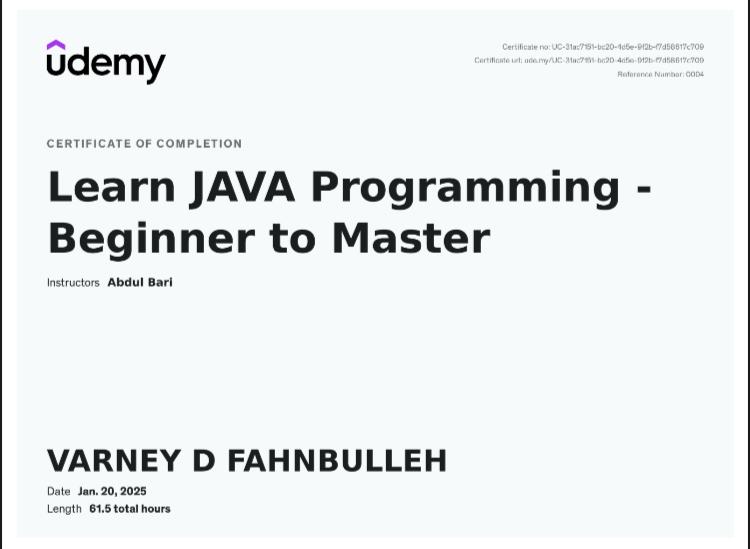 udemy
Certificate no: UC-31ac7151-bc20-4d5e-9f2b-f7d58617c709
Certificate url: ude.my/UC-31ac7151-bc20-4d5e-9f2b-f7d58617c709
Reference Number: 0004
CERTIFICATE OF COMPLETION
Learn JAVA Programming -
Beginner to Master
Instructors Abdul Bari
VARNEY D FAHNBULLEH
Date Jan. 20, 2025
Length 61.5 total hours